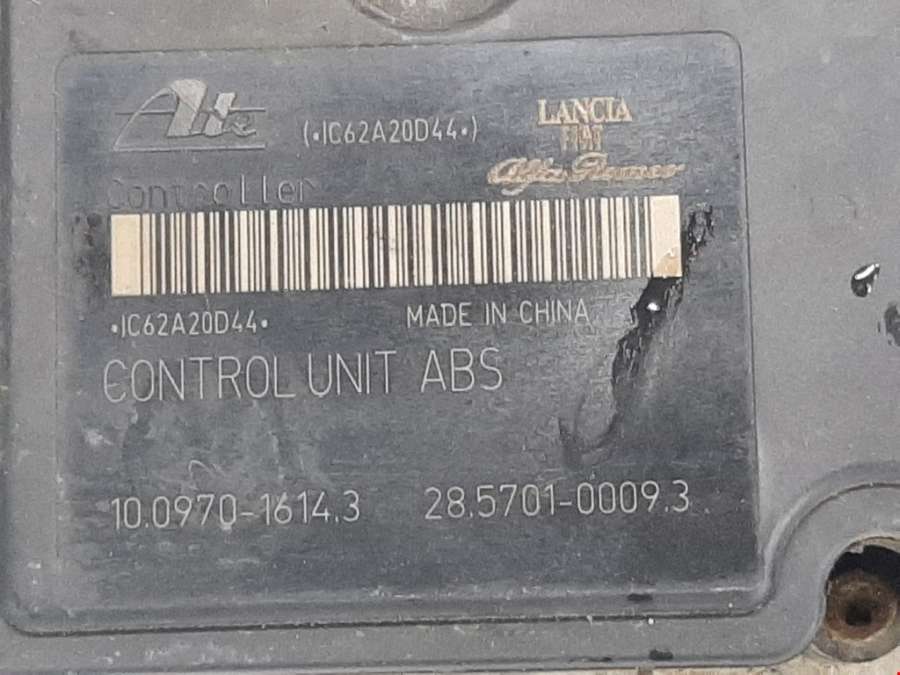 Ate (•IC62A20D44•) LANCIA
FIAT
Alfa Romeo
Controller
•IC62A20D44• MADE IN CHINA
CONTROL UNIT ABS
10.0970-1614.3 28.5701-0009.3